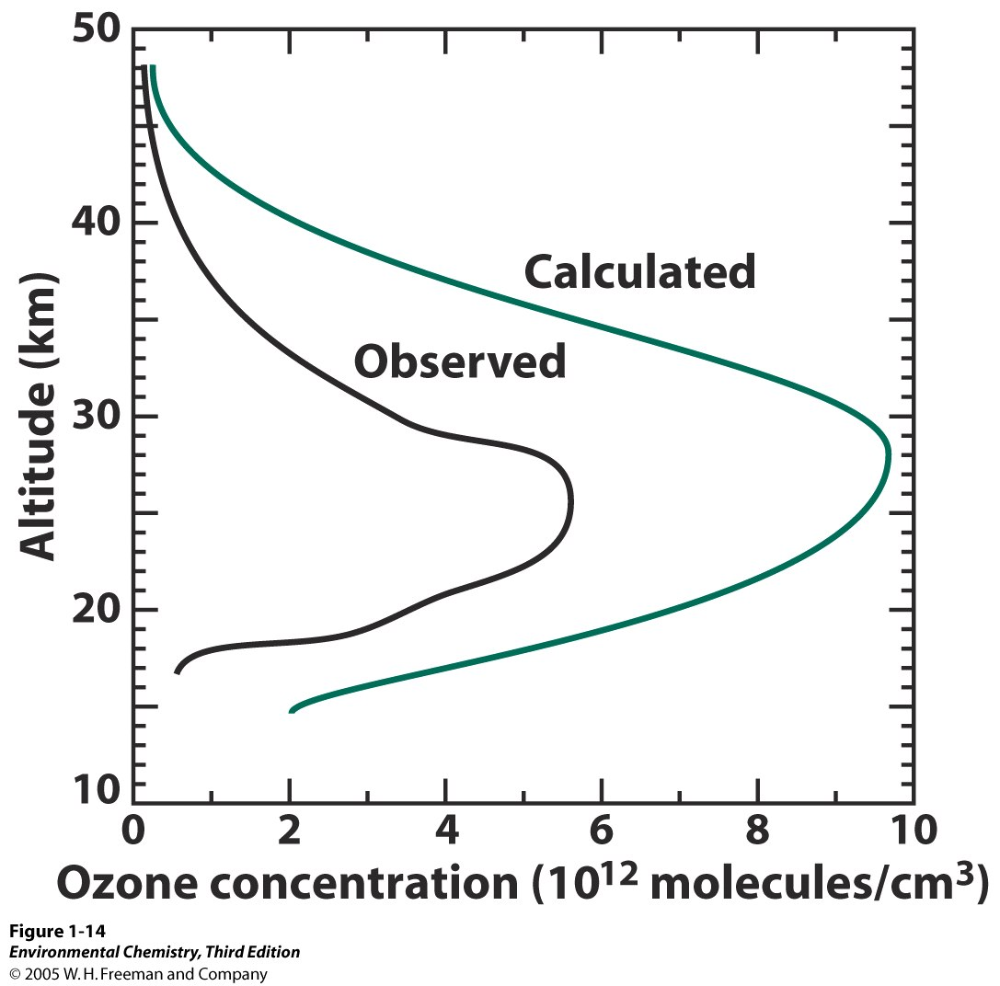 50
40
30
20
10
Altitude (km)
Calculated
Observed
0 2 4 6 8 10
Ozone concentration (10¹² molecules/cm³)
Figure 1-14
Environmental Chemistry, Third Edition
© 2005 W. H. Freeman and Company